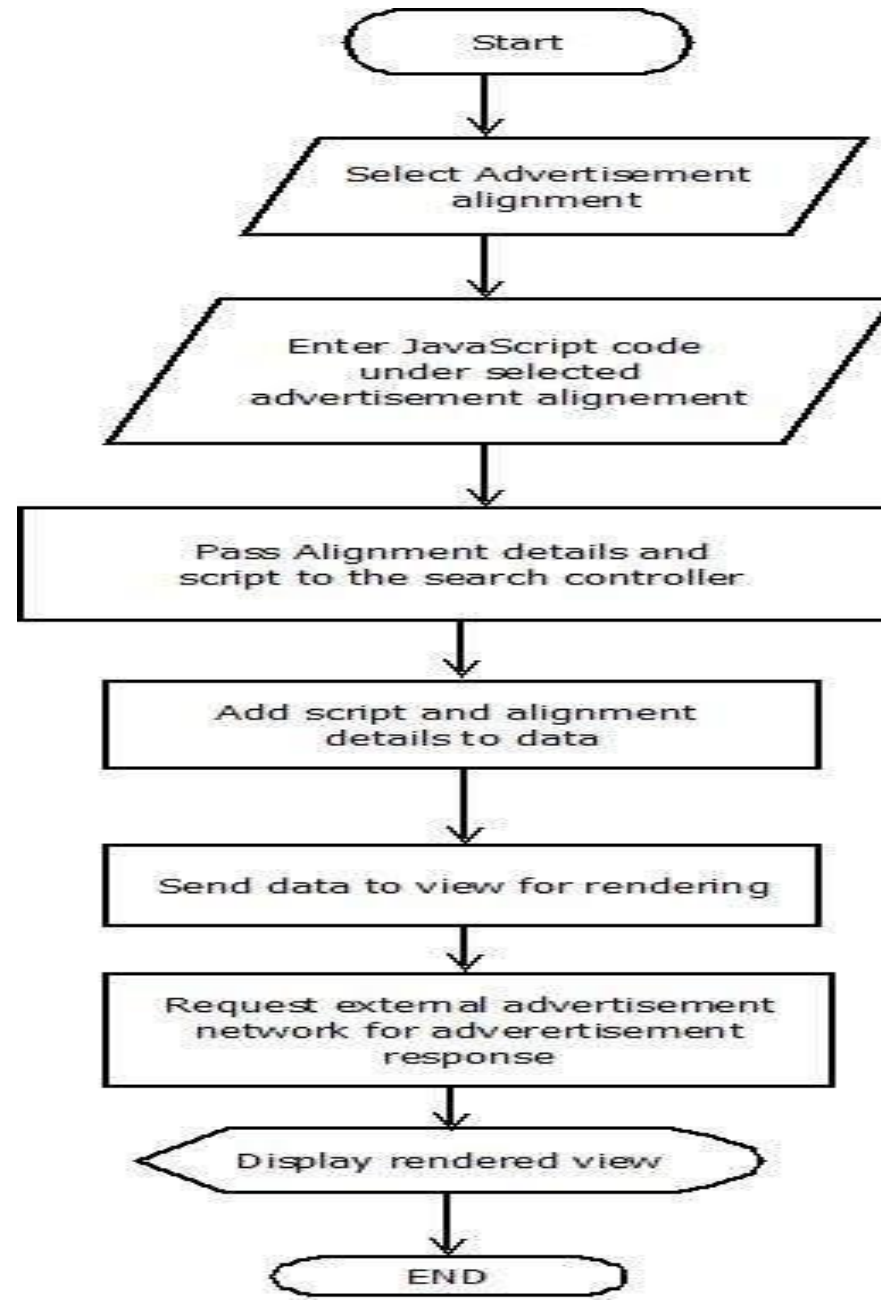 Start
Select Advertisement
alignment
Enter JavaScript code
under selected
advertisement alignement
Pass Alignment details and
script to the search controller
Add script and alignment
details to data
Send data to view for rendering
Request external advertisement
network for adverertisement
response
Display rendered view
END